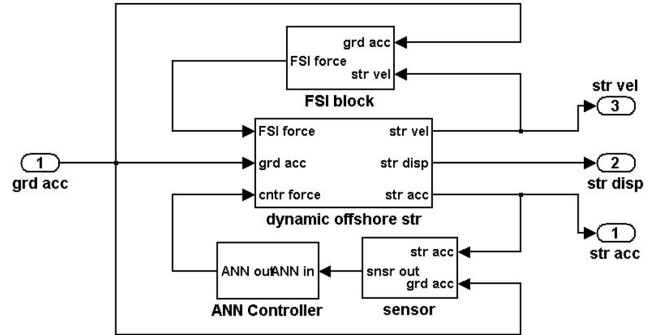 grd acc
FSI force
str vel
FSI block
str vel
3
FSI force
str vel
1
grd acc
grd acc
str disp
2
str disp
cntr force
str acc
dynamic offshore str
1
str acc
str acc
ANN out
ANN in
snsr out
grd acc
ANN Controller
sensor